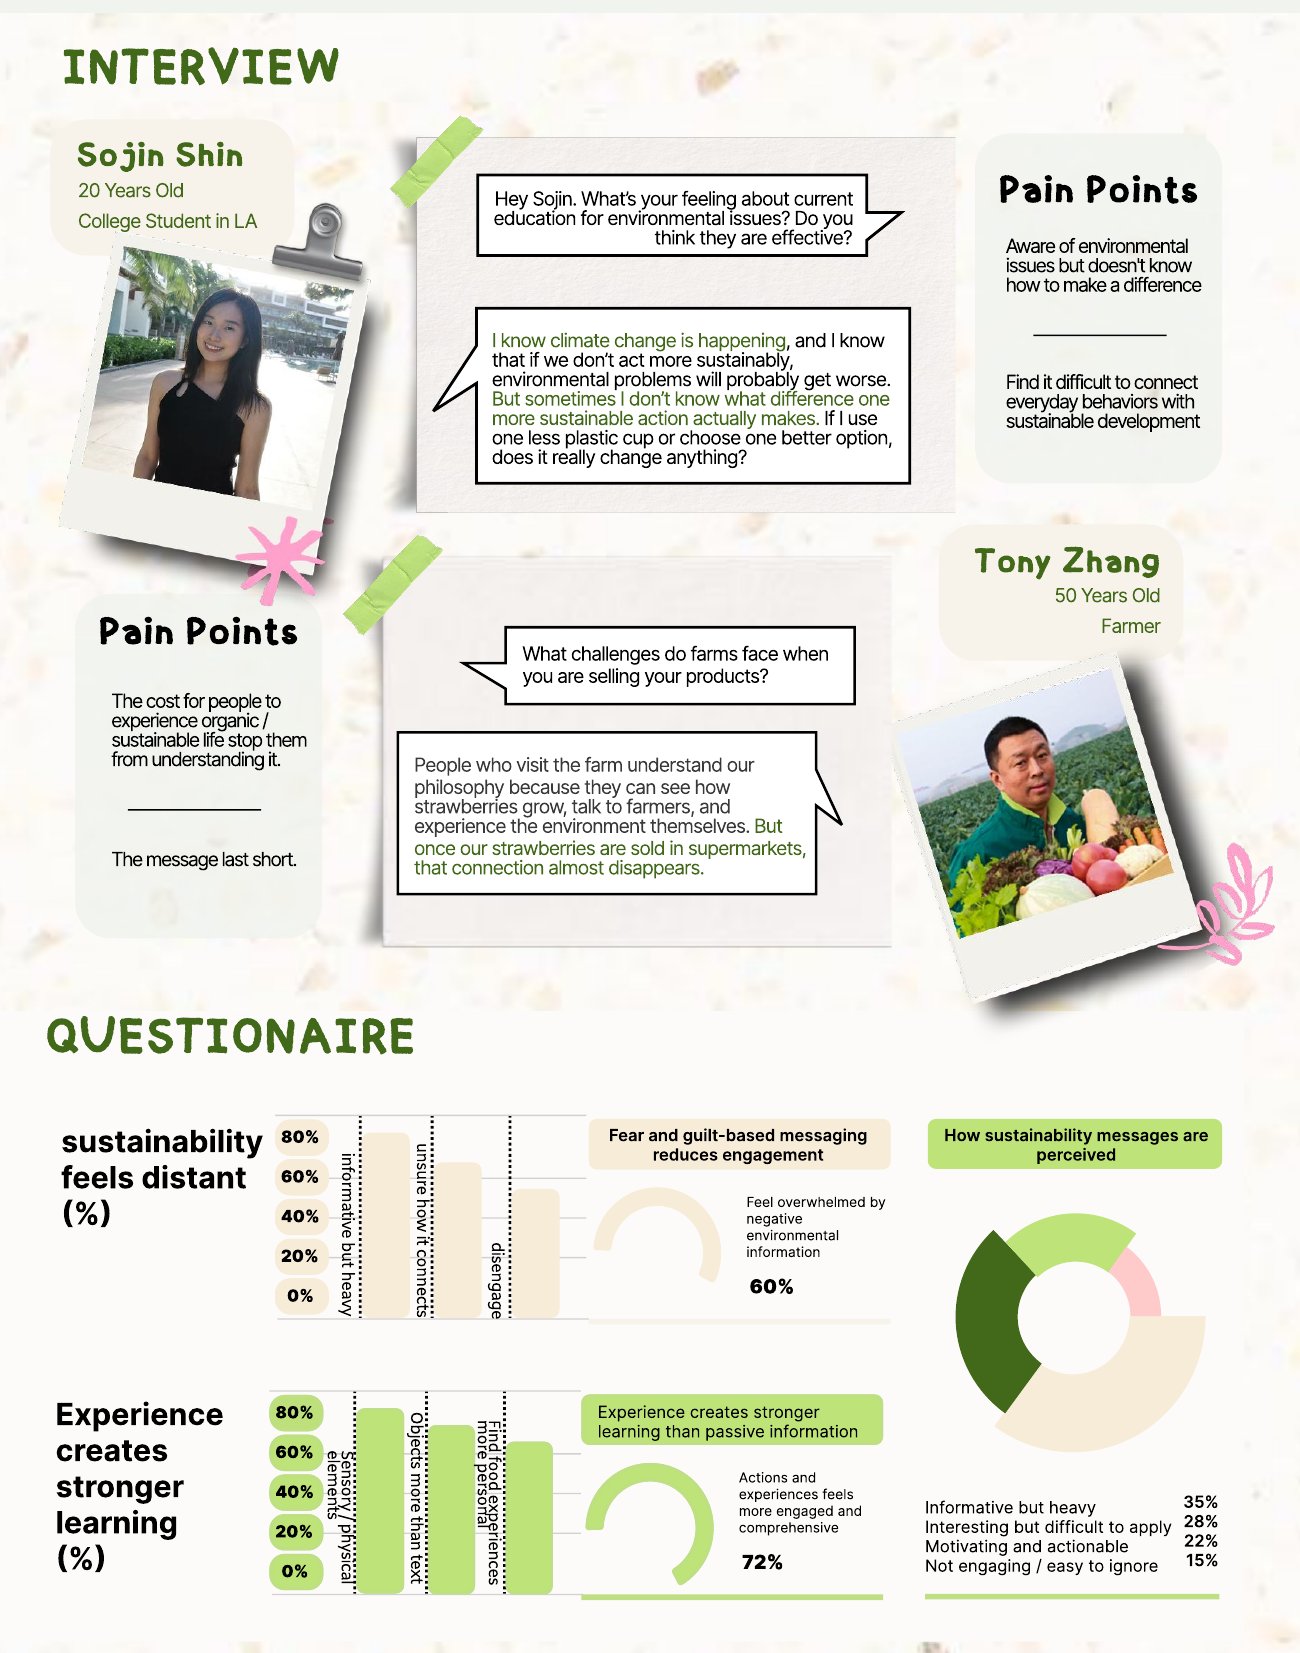 INTERVIEW
Sojin Shin
20 Years Old
College Student in LA
Hey Sojin. What's your feeling about current
education for environmental issues? Do you
think they are effective?
I know climate change is happening, and I know
that if we don't act more sustainably,
environmental problems will probably get worse.
But sometimes I don't know what difference one
more sustainable action actually makes. If I use
one less plastic cup or choose one better option,
does it really change anything?
Pain Points
Aware of environmental
issues but doesn't know
how to make a difference
Find it difficult to connect
everyday behaviors with
sustainable development
Tony Zhang
50 Years Old
Farmer
What challenges do farms face when
you are selling your products?
People who visit the farm understand our
philosophy because they can see how
strawberries grow, talk to farmers, and
experience the environment themselves. But
once our strawberries are sold in supermarkets,
that connection almost disappears.
Pain Points
The cost for people to
experience organic /
sustainable life stop them
from understanding it.
The message last short.
QUESTIONAIRE
sustainability
feels distant
(%)
80%
60%
40%
20%
0%
informative but heavy
unsure how it connects
disengage
Fear and guilt-based messaging
reduces engagement
Feel overwhelmed by
negative
environmental
information
60%
How sustainability messages are
perceived
Informative but heavy 35%
Interesting but difficult to apply 28%
Motivating and actionable 22%
Not engaging / easy to ignore 15%
Experience
creates
stronger
learning
(%)
80%
60%
40%
20%
0%
Sensory / physical
elements
Objects more than text
Find food experiences
more personal
Experience creates stronger
learning than passive information
Actions and
experiences feels
more engaged and
comprehensive
72%